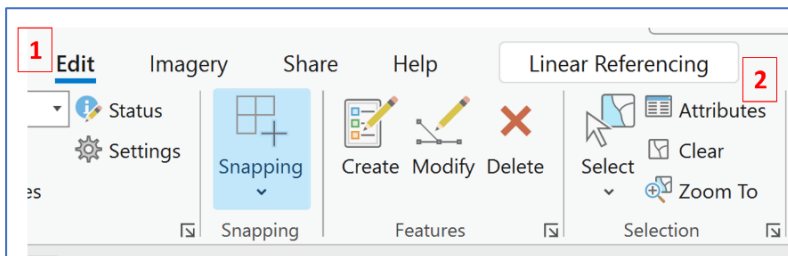 1
Edit Imagery Share Help Linear Referencing
2
Status
Settings
es
Snapping
Snapping
Create Modify Delete
Features
Select
Attributes
Clear
Zoom To
Selection